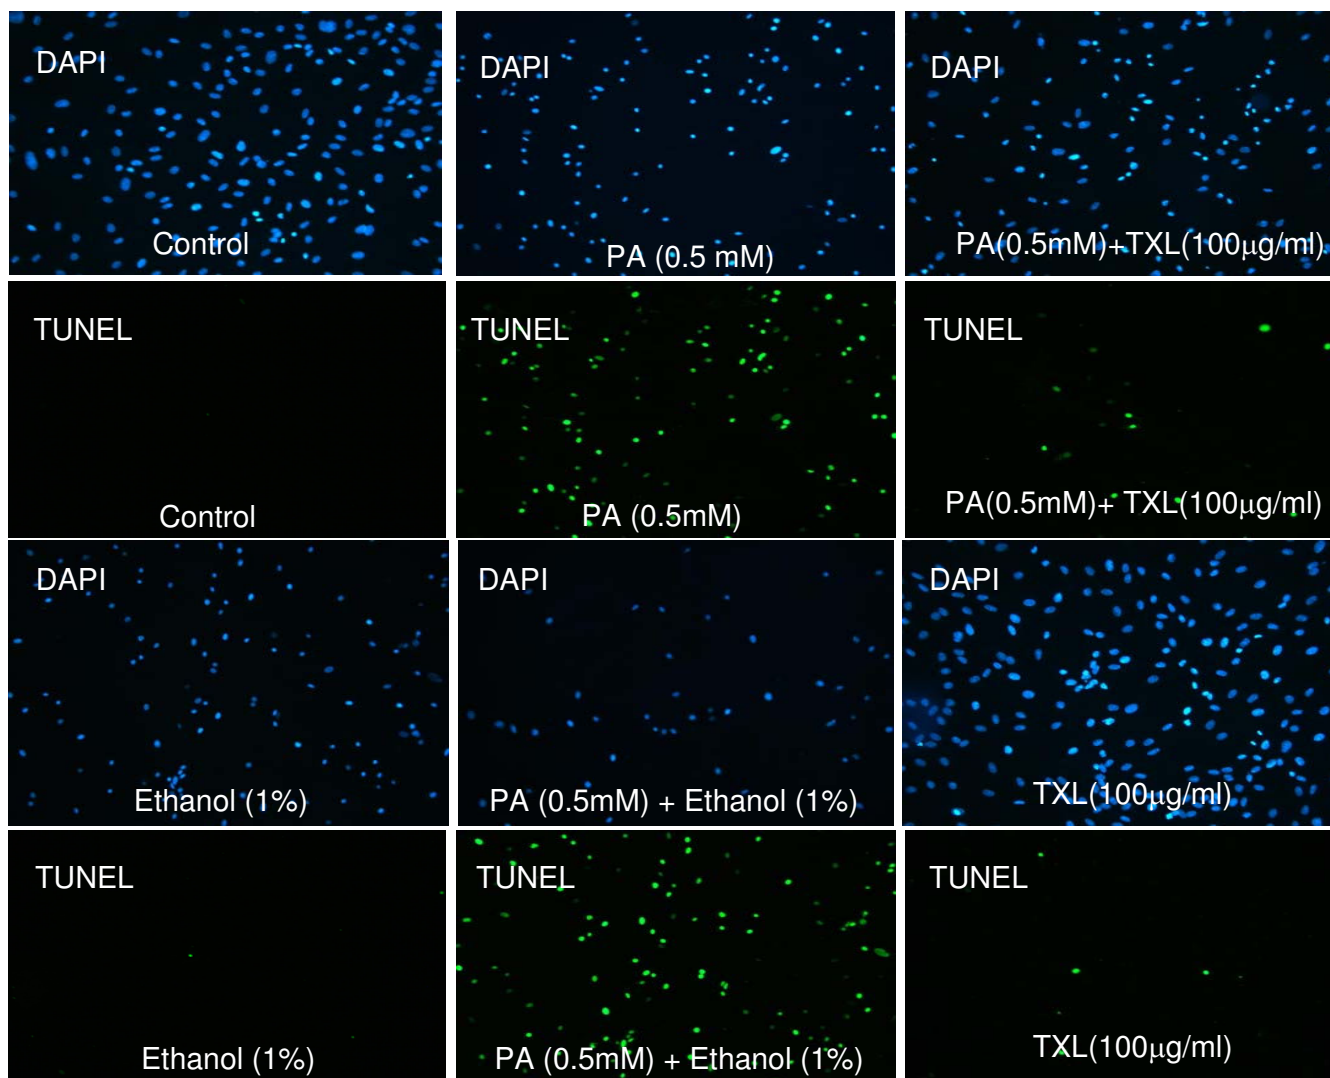 DAPI
Control
DAPI
PA (0.5 mM)
DAPI
PA(0.5mM)+TXL(100μg/ml)
TUNEL
Control
TUNEL
PA (0.5mM)
TUNEL
PA(0.5mM)+ TXL(100μg/ml)
DAPI
Ethanol (1%)
DAPI
PA (0.5mM) + Ethanol (1%)
DAPI
TXL(100μg/ml)
TUNEL
Ethanol (1%)
TUNEL
PA (0.5mM) + Ethanol (1%)
TUNEL
TXL(100μg/ml)